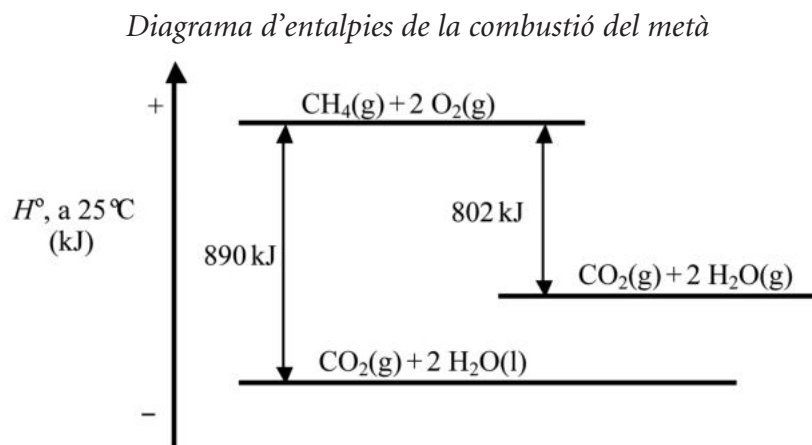 Diagrama d’entalpies de la combustió del metà
+
CH₄(g) + 2 O₂(g)
H°, a 25 °C
(kJ)
802 kJ
890 kJ
CO₂(g) + 2 H₂O(g)
CO₂(g) + 2 H₂O(l)
–